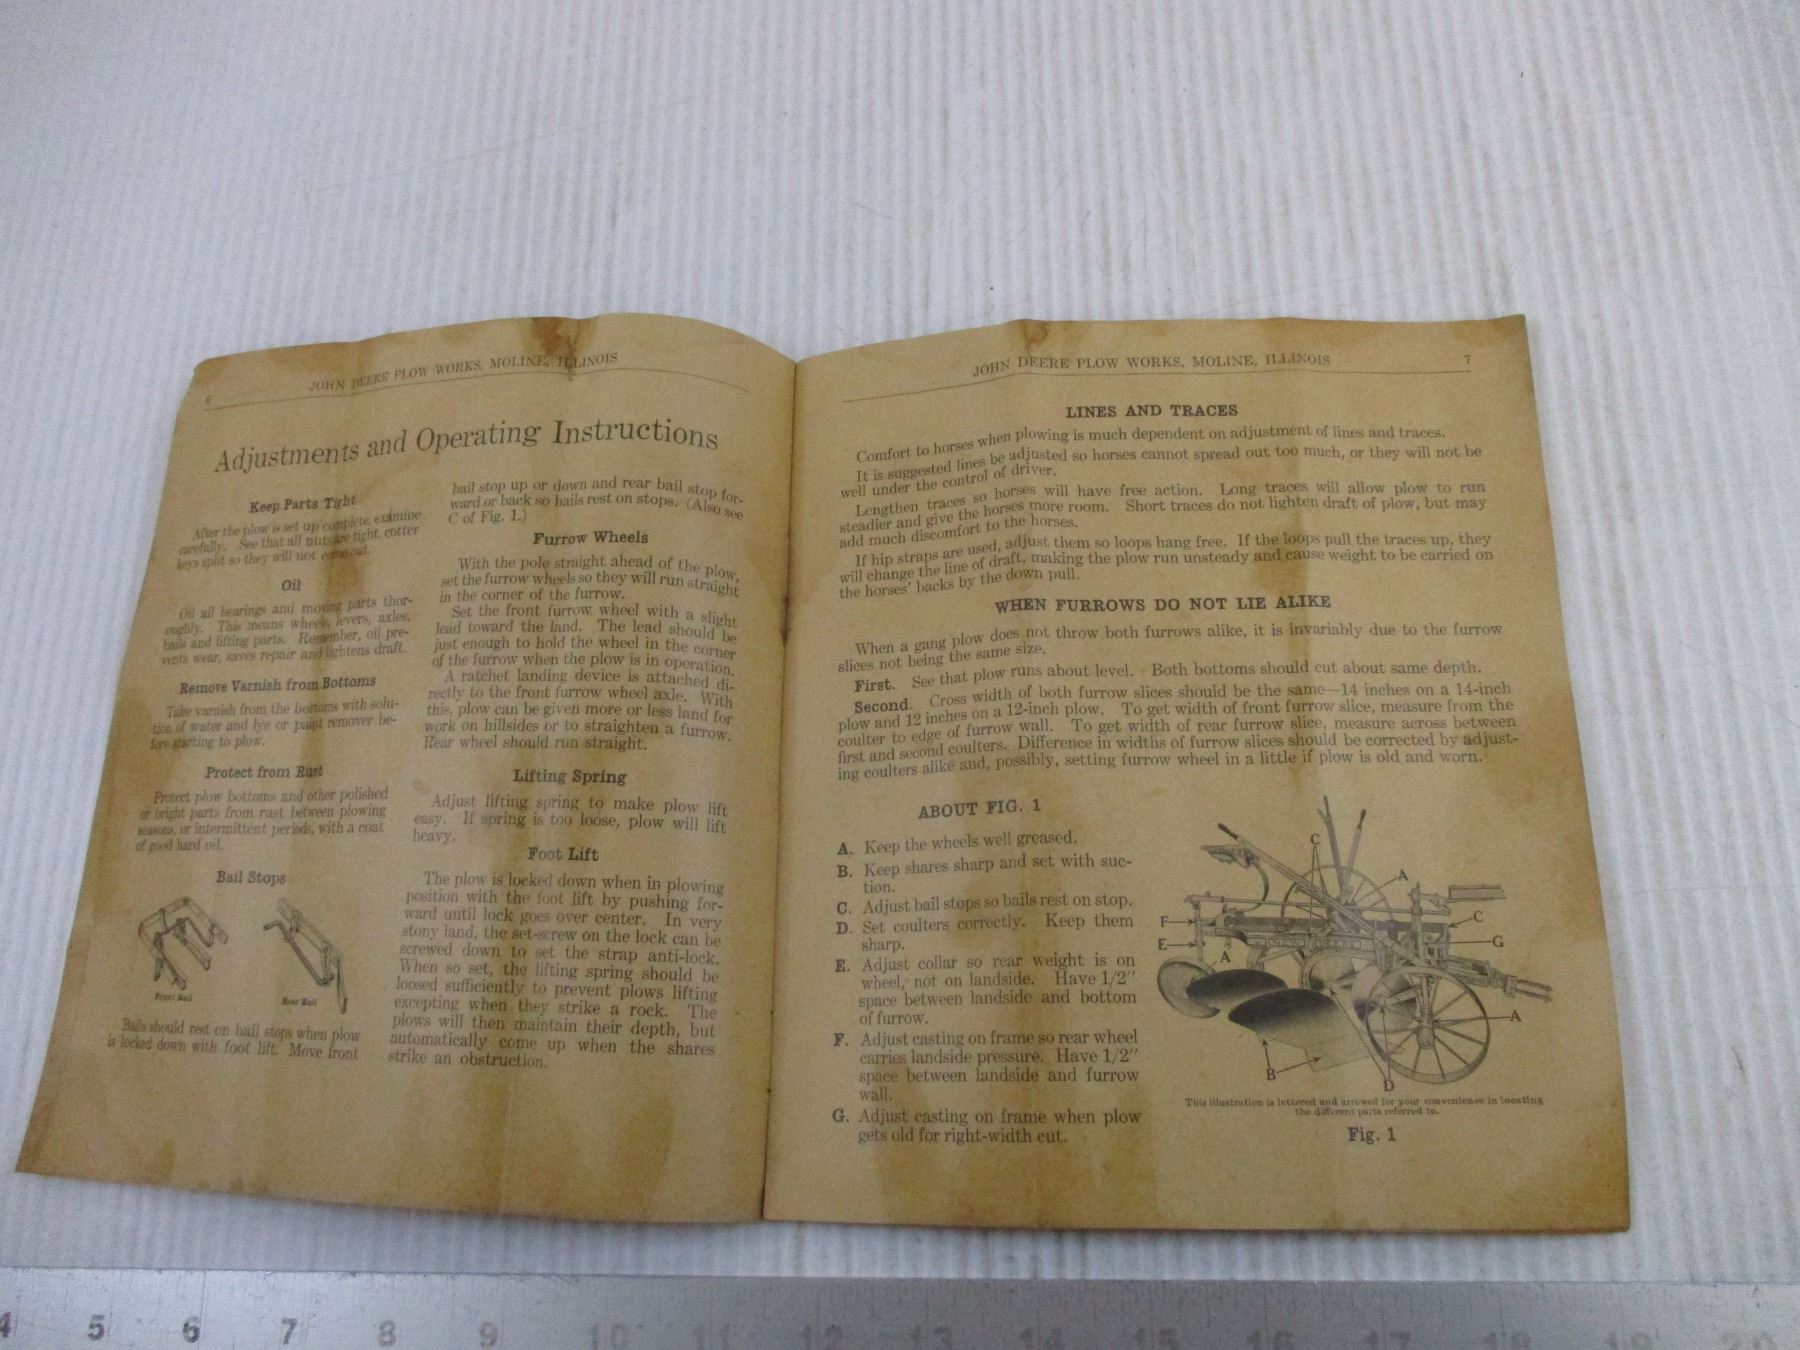 6
JOHN DEERE PLOW WORKS, MOLINE, ILLINOIS
Adjustments and Operating Instructions
Keep Parts Tight
After the plow is set up complete, examine
carefully. See that all nuts are tight, cotter
keys split so they will not come out.
Oil
Oil all bearings and moving parts thor-
oughly. This means wheels, levers, axles,
bails and lifting parts. Remember, oil pre-
vents wear, saves repair and lightens draft.
Remove Varnish from Bottoms
Take varnish from the bottoms with solu-
tion of water and lye or paint remover be-
fore starting to plow.
Protect from Rust
Protect plow bottoms and other polished
or bright parts from rust between plowing
seasons, or intermittent periods, with a coat
of good hard oil.
Bail Stops
Front Bail
Rear Bail
Bails should rest on bail stops when plow
is locked down with foot lift. Move front
bail stop up or down and rear bail stop for-
ward or back so bails rest on stops. (Also see
C of Fig. 1.)
Furrow Wheels
With the pole straight ahead of the plow,
set the furrow wheels so they will run straight
in the corner of the furrow.
Set the front furrow wheel with a slight
lead toward the land. The lead should be
just enough to hold the wheel in the corner
of the furrow when the plow is in operation.
A ratchet landing device is attached di-
rectly to the front furrow wheel axle. With
this, plow can be given more or less land for
work on hillsides or to straighten a furrow.
Rear wheel should run straight.
Lifting Spring
Adjust lifting spring to make plow lift
easy. If spring is too loose, plow will lift
heavy.
Foot Lift
The plow is locked down when in plowing
position with the foot lift by pushing for-
ward until lock goes over center. In very
stony land, the set-screw on the lock can be
screwed down to set the strap anti-lock.
When so set, the lifting spring should be
loosed sufficiently to prevent plows lifting
excepting when they strike a rock. The
plows will then maintain their depth, but
automatically come up when the shares
strike an obstruction.
JOHN DEERE PLOW WORKS, MOLINE, ILLINOIS
7
LINES AND TRACES
Comfort to horses when plowing is much dependent on adjustment of lines and traces.
It is suggested lines be adjusted so horses cannot spread out too much, or they will not be
well under the control of driver.
Lengthen traces so horses will have free action. Long traces will allow plow to run
steadier and give the horses more room. Short traces do not lighten draft of plow, but may
add much discomfort to the horses.
If hip straps are used, adjust them so loops hang free. If the loops pull the traces up, they
will change the line of draft, making the plow run unsteady and cause weight to be carried on
the horses' backs by the down pull.
WHEN FURROWS DO NOT LIE ALIKE
When a gang plow does not throw both furrows alike, it is invariably due to the furrow
slices not being the same size.
First. See that plow runs about level. Both bottoms should cut about same depth.
Second. Cross width of both furrow slices should be the same—14 inches on a 14-inch
plow and 12 inches on a 12-inch plow. To get width of front furrow slice, measure from the
coulter to edge of furrow wall. To get width of rear furrow slice, measure across between
first and second coulters. Difference in widths of furrow slices should be corrected by adjust-
ing coulters alike and, possibly, setting furrow wheel in a little if plow is old and worn.
ABOUT FIG. 1
A. Keep the wheels well greased.
B. Keep shares sharp and set with suc-
tion.
C. Adjust bail stops so bails rest on stop.
D. Set coulters correctly. Keep them
sharp.
E. Adjust collar so rear weight is on
wheel, not on landside. Have 1/2"
space between landside and bottom
of furrow.
F. Adjust casting on frame so rear wheel
carries landside pressure. Have 1/2"
space between landside and furrow
wall.
G. Adjust casting on frame when plow
gets old for right-width cut.
C
A
F
C
E
G
A
A
B
D
This illustration is lettered and arrowed for your convenience in locating
the different parts referred to.
Fig. 1
4 5 6 7 8 9 10 11 12 13 14 15 16 17 18 19 20